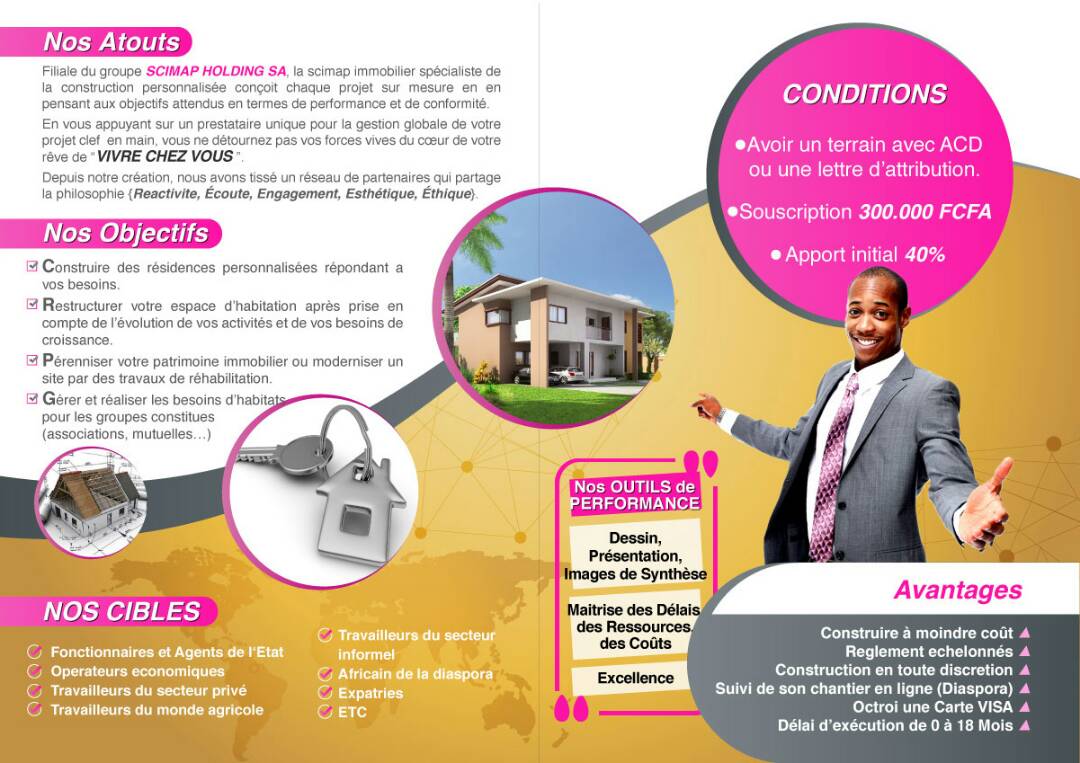 Nos Atouts
Filiale du groupe SCIMAP HOLDING SA, la scimap immobilier spécialiste de
la construction personnalisée conçoit chaque projet sur mesure en en
pensant aux objectifs attendus en termes de performance et de conformité.
En vous appuyant sur un prestataire unique pour la gestion globale de votre
projet clef en main, vous ne détournez pas vos forces vives du cœur de votre
rêve de " VIVRE CHEZ VOUS ".
Depuis notre création, nous avons tissé un réseau de partenaires qui partage
la philosophie {Reactivite, Écoute, Engagement, Esthétique, Éthique}.
Nos Objectifs
Construire des résidences personnalisées répondant a
vos besoins.
Restructurer votre espace d'habitation après prise en
compte de l'évolution de vos activités et de vos besoins de
croissance.
Pérenniser votre patrimoine immobilier ou moderniser un
site par des travaux de réhabilitation.
Gérer et réaliser les besoins d'habitats
pour les groupes constitues
(associations, mutuelles...)
NOS CIBLES
Fonctionnaires et Agents de l'Etat
Operateurs economiques
Travailleurs du secteur privé
Travailleurs du monde agricole
Travailleurs du secteur
informel
Africain de la diaspora
Expatries
ETC
CONDITIONS
Avoir un terrain avec ACD
ou une lettre d'attribution.
Souscription 300.000 FCFA
Apport initial 40%
Nos OUTILS de
PERFORMANCE
Dessin,
Présentation,
Images de Synthèse
Maitrise des Délais
des Ressources
des Coûts
Excellence
Avantages
Construire à moindre coût
Reglement echelonnés
Construction en toute discretion
Suivi de son chantier en ligne (Diaspora)
Octroi une Carte VISA
Délai d'exécution de 0 à 18 Mois